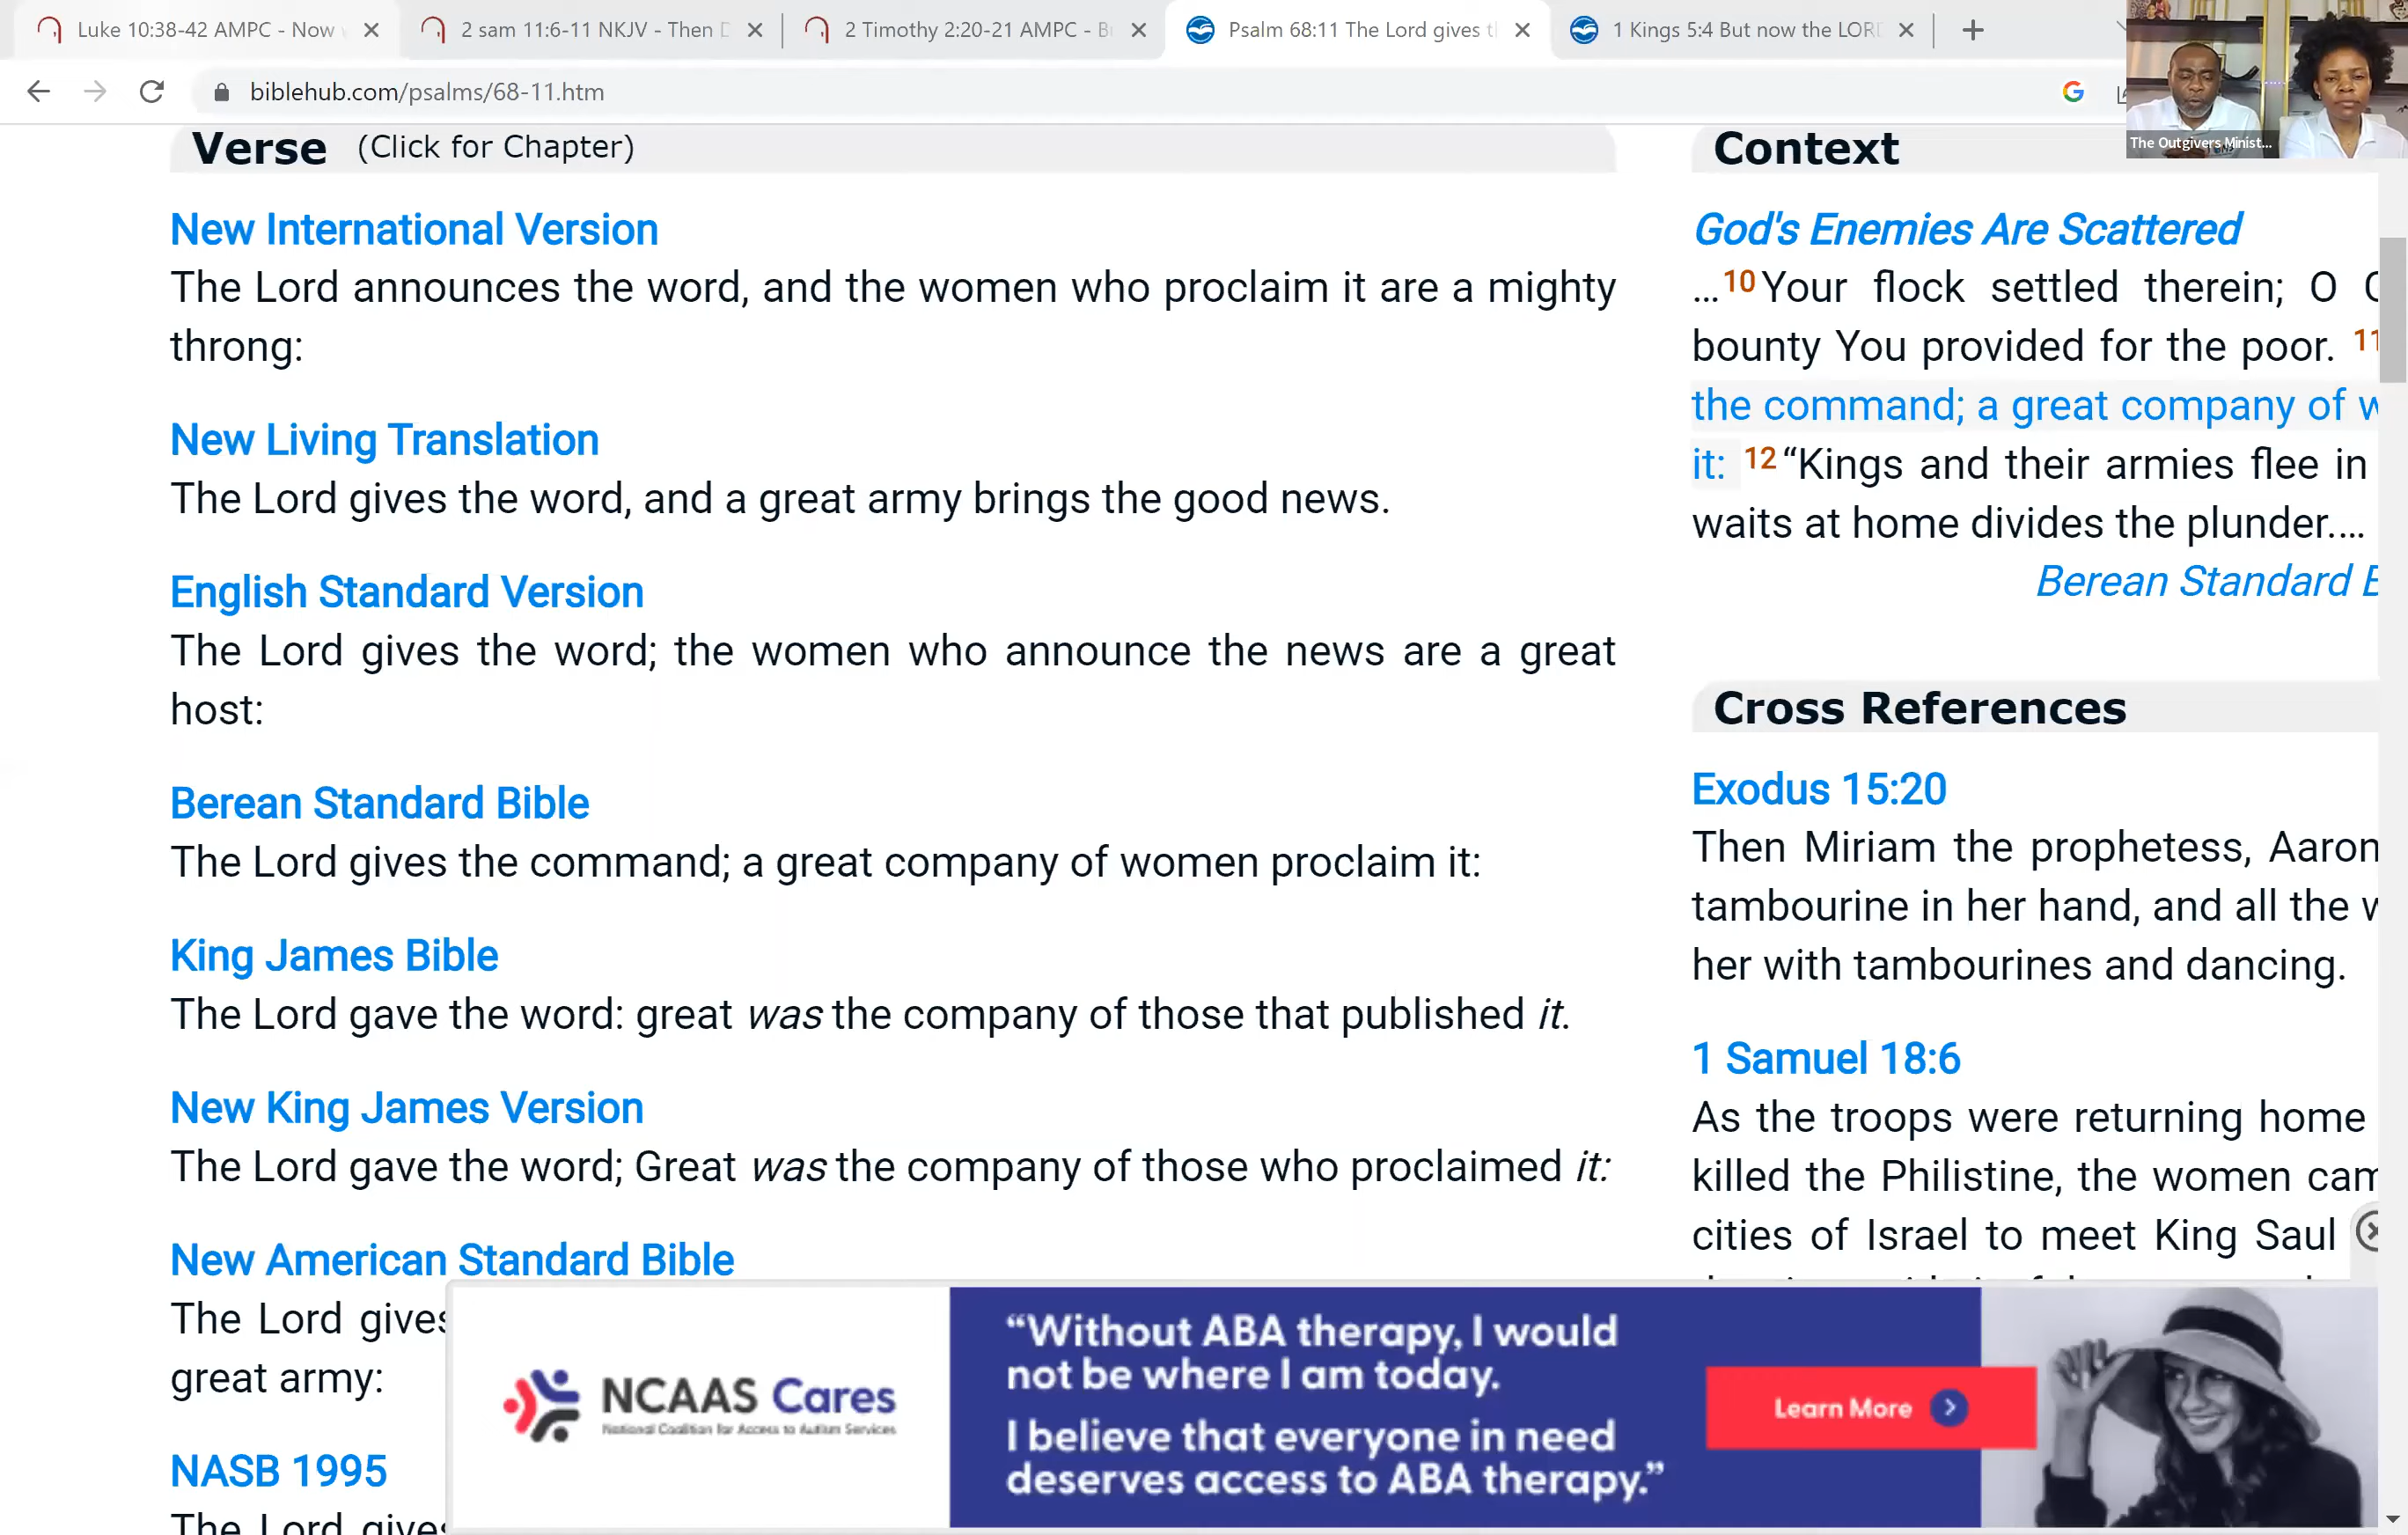 Luke 10:38-42 AMPC - Now
2 sam 11:6-11 NKJV - Then D
2 Timothy 2:20-21 AMPC - B
Psalm 68:11 The Lord gives t
1 Kings 5:4 But now the LOR
biblehub.com/psalms/68-11.htm
The Outgivers Minist...
Verse (Click for Chapter)
New International Version
The Lord announces the word, and the women who proclaim it are a mighty
throng:
New Living Translation
The Lord gives the word, and a great army brings the good news.
English Standard Version
The Lord gives the word; the women who announce the news are a great
host:
Berean Standard Bible
The Lord gives the command; a great company of women proclaim it:
King James Bible
The Lord gave the word: great was the company of those that published it.
New King James Version
The Lord gave the word; Great was the company of those who proclaimed it:
New American Standard Bible
The Lord gives
great army:
NASB 1995
The Lord gives
Context
God's Enemies Are Scattered
...10 Your flock settled therein; O
bounty You provided for the poor. 11
the command; a great company of w
it: 12 “Kings and their armies flee in
waits at home divides the plunder....
Berean Standard B
Cross References
Exodus 15:20
Then Miriam the prophetess, Aaron
tambourine in her hand, and all the w
her with tambourines and dancing.
1 Samuel 18:6
As the troops were returning home
killed the Philistine, the women cam
cities of Israel to meet King Saul
NCAAS Cares
National Coalition for Access to Autism Services
“Without ABA therapy, I would
not be where I am today.
I believe that everyone in need
deserves access to ABA therapy.”
Learn More